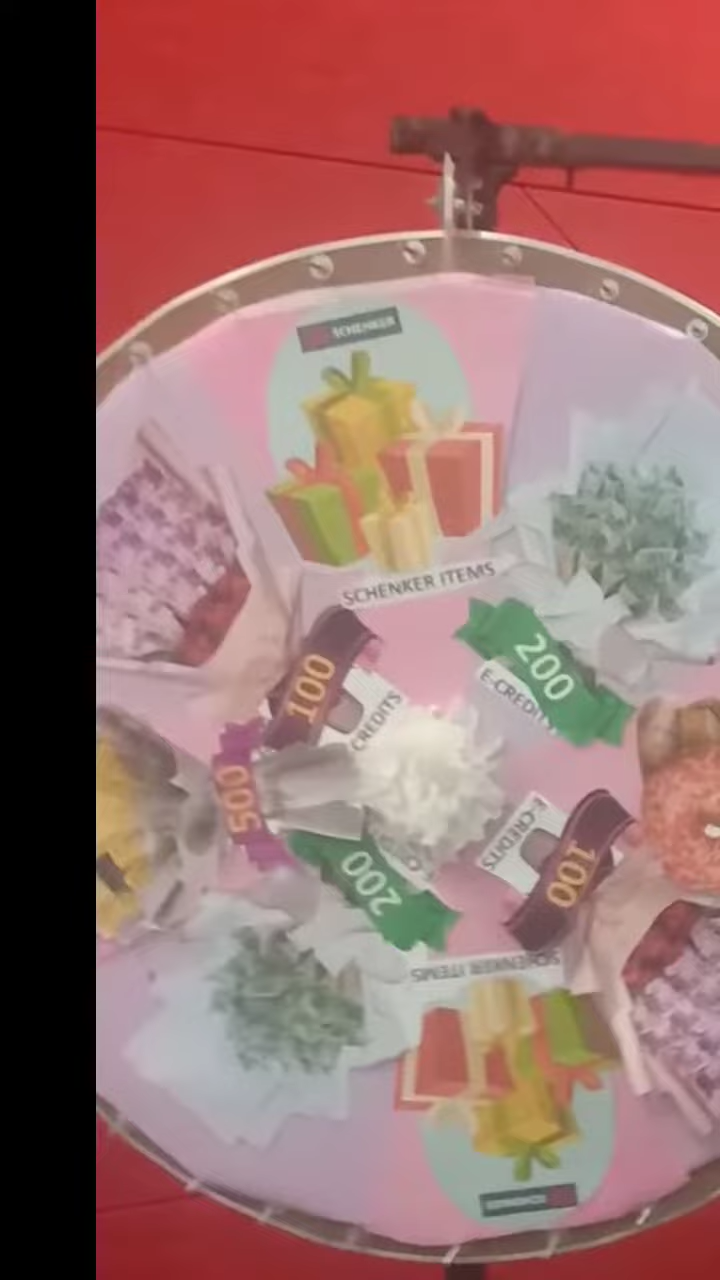 SCHENKER
SCHENKER ITEMS
100
CREDITS
200
E-CREDITS
500
200
E-CREDITS
100
SCHENKER ITEMS
SCHENKER